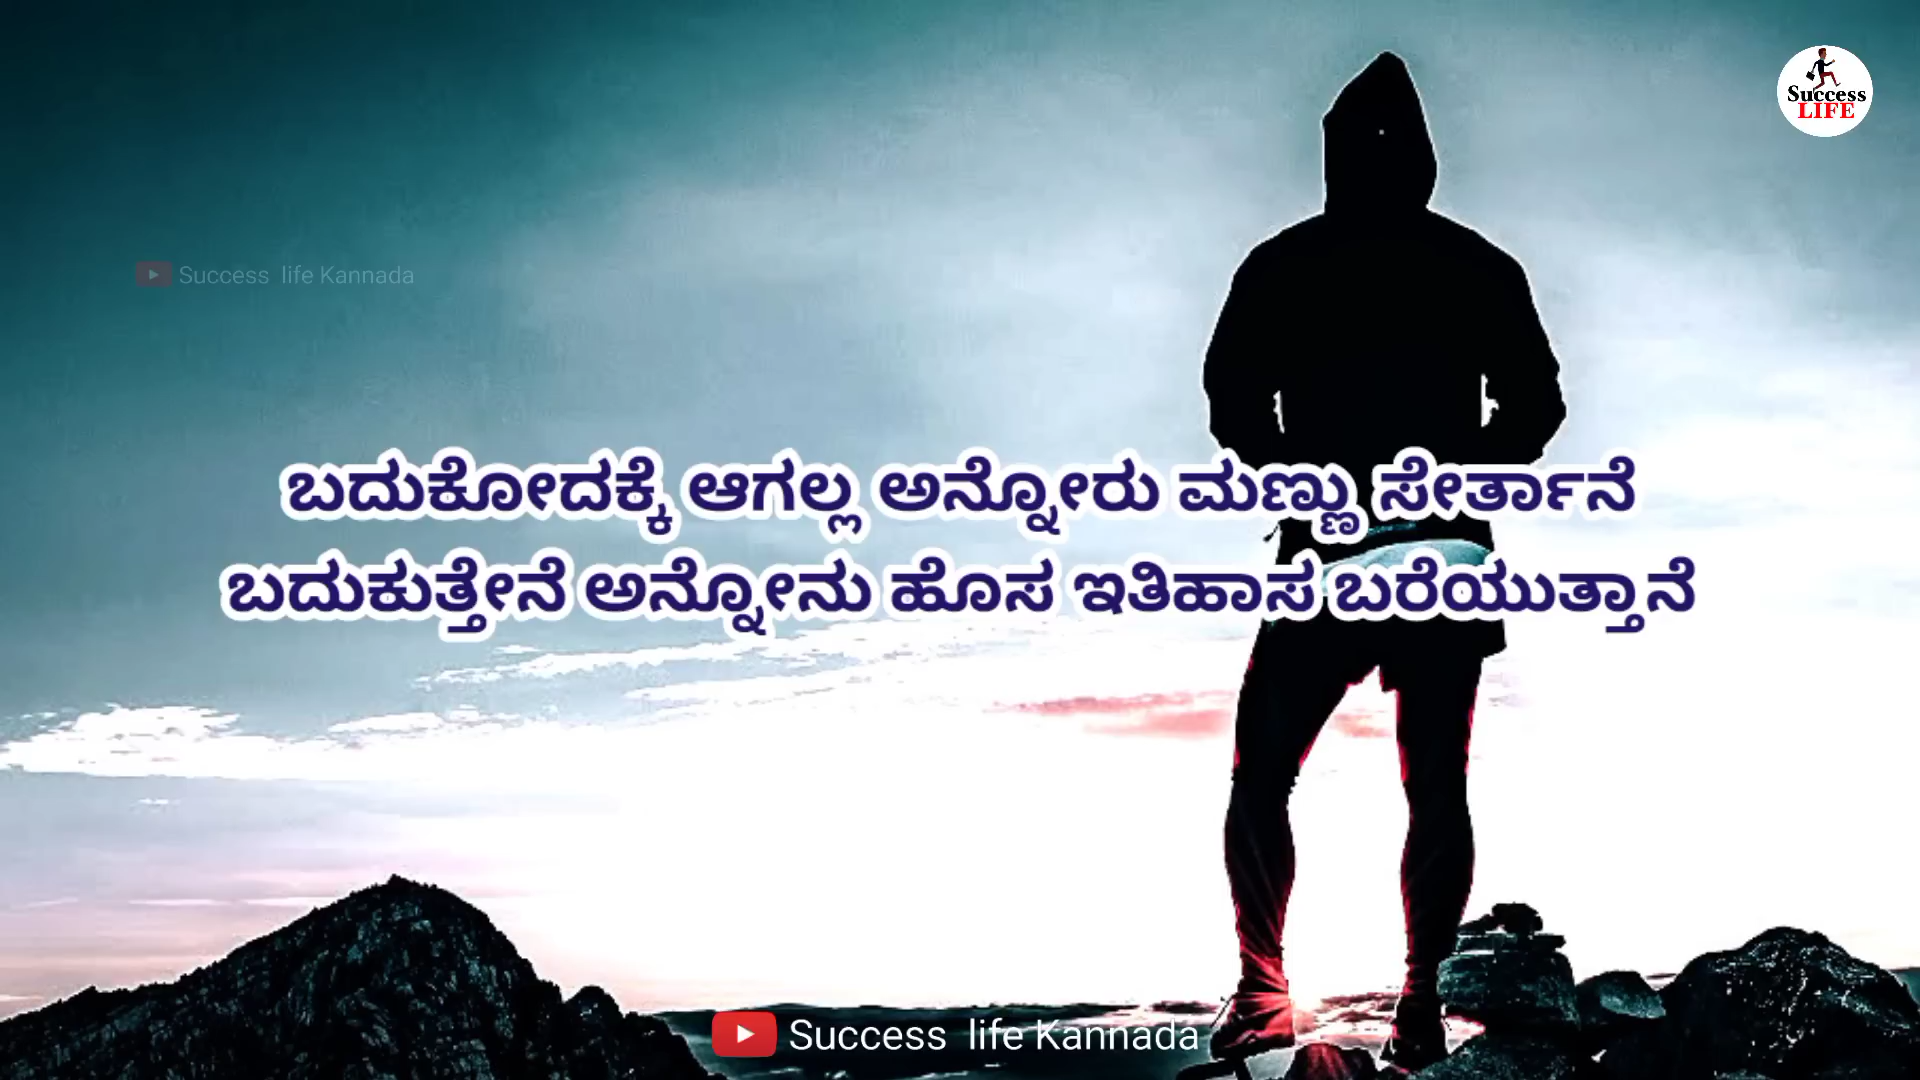 Success
LIFE
Success life Kannada
ಬದುಕೋದಕ್ಕೆ ಆಗಲ್ಲ ಅನ್ನೋರು ಮಣ್ಣು ಸೇರ್ತಾನೆ
ಬದುಕುತ್ತೇನೆ ಅನ್ನೋನು ಹೊಸ ಇತಿಹಾಸ ಬರೆಯುತ್ತಾನೆ
Success life Kannada